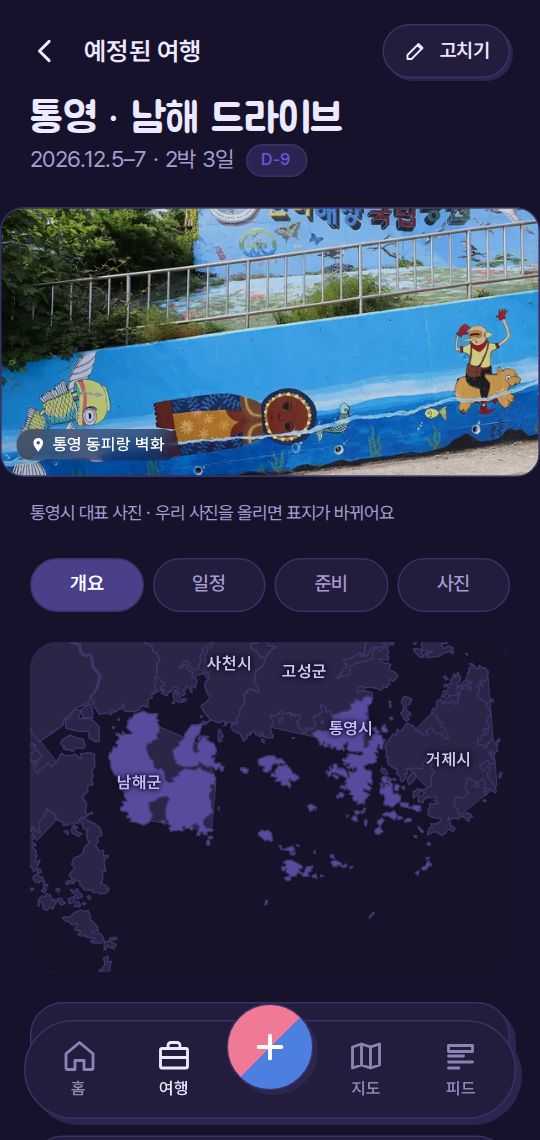 예정된 여행
고치기
통영 · 남해 드라이브
2026.12.5–7 · 2박 3일
D-9
통영 동피랑 벽화
통영시 대표 사진 · 우리 사진을 올리면 표지가 바뀌어요
개요
일정
준비
사진
사천시
고성군
통영시
거제시
남해군
홈
여행
지도
피드